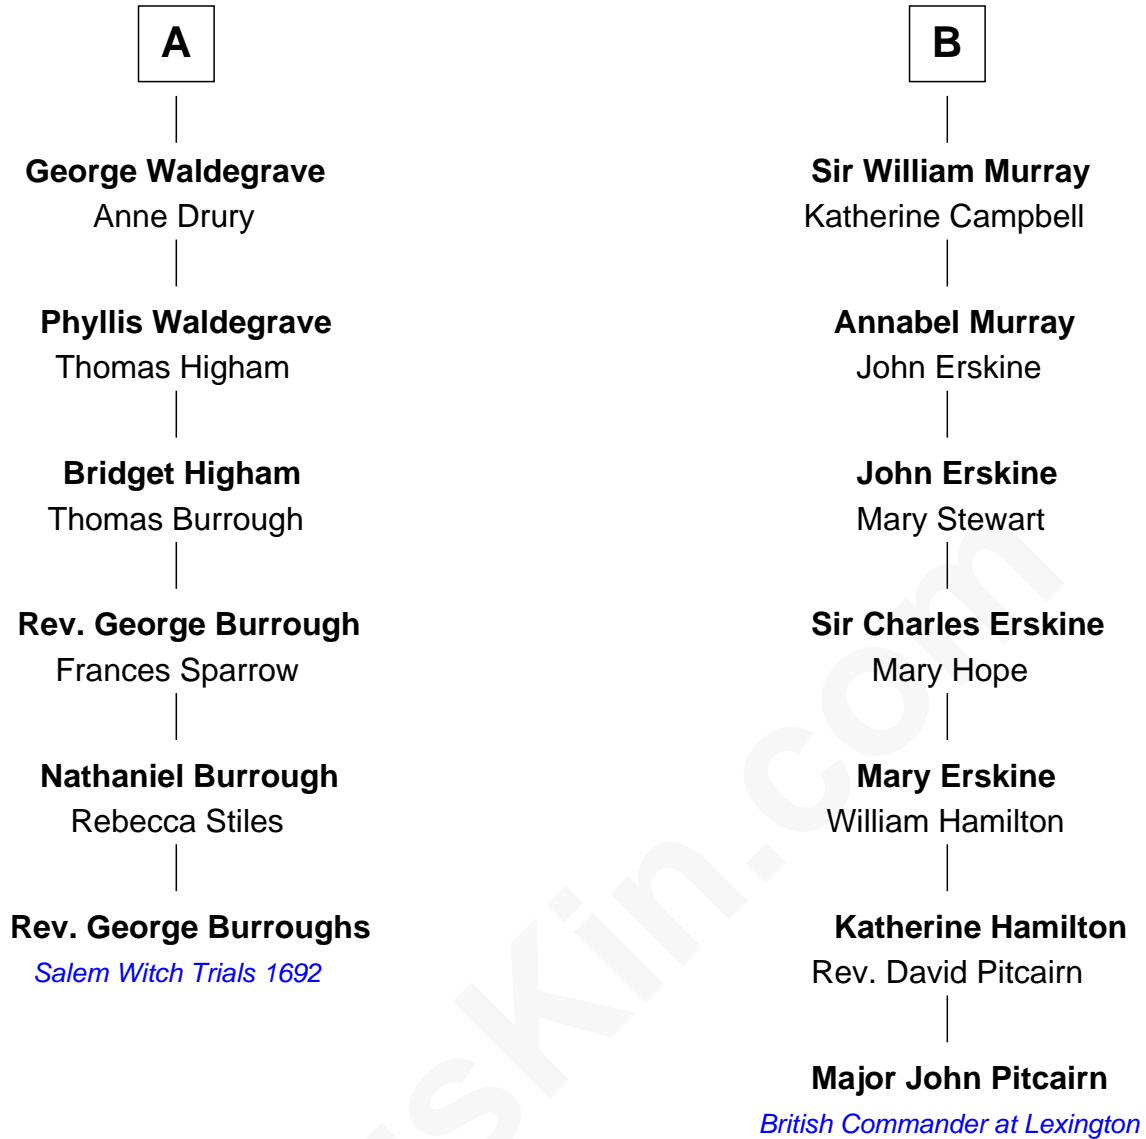 A
George Waldegrave
Anne Drury
Phyllis Waldegrave
Thomas Higham
Bridget Higham
Thomas Burrough
Rev. George Burrough
Frances Sparrow
Nathaniel Burrough
Rebecca Stiles
Rev. George Burroughs
Salem Witch Trials 1692
B
Sir William Murray
Katherine Campbell
Annabel Murray
John Erskine
John Erskine
Mary Stewart
Sir Charles Erskine
Mary Hope
Mary Erskine
William Hamilton
Katherine Hamilton
Rev. David Pitcairn
Major John Pitcairn
British Commander at Lexington